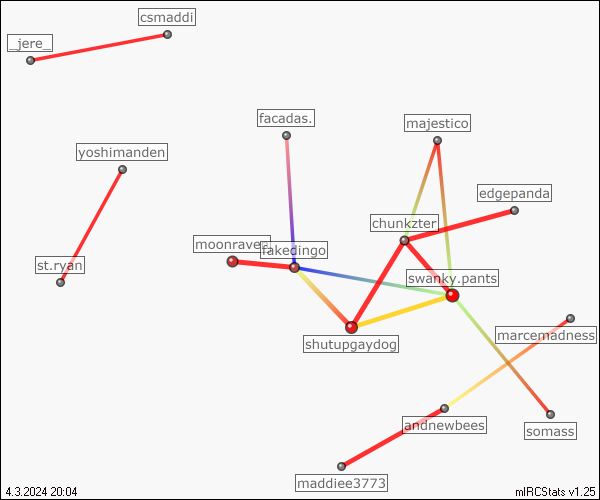 csmaddi
_jere_
facadas.
majestico
yoshimanden
edgepanda
chunkzter
moonraven
fakedingo
st.ryan
swanky.pants
marcemadness
shutupgaydog
andnewbees
somass
maddiee3773
4.3.2024 20:04
mIRCStats v1.25